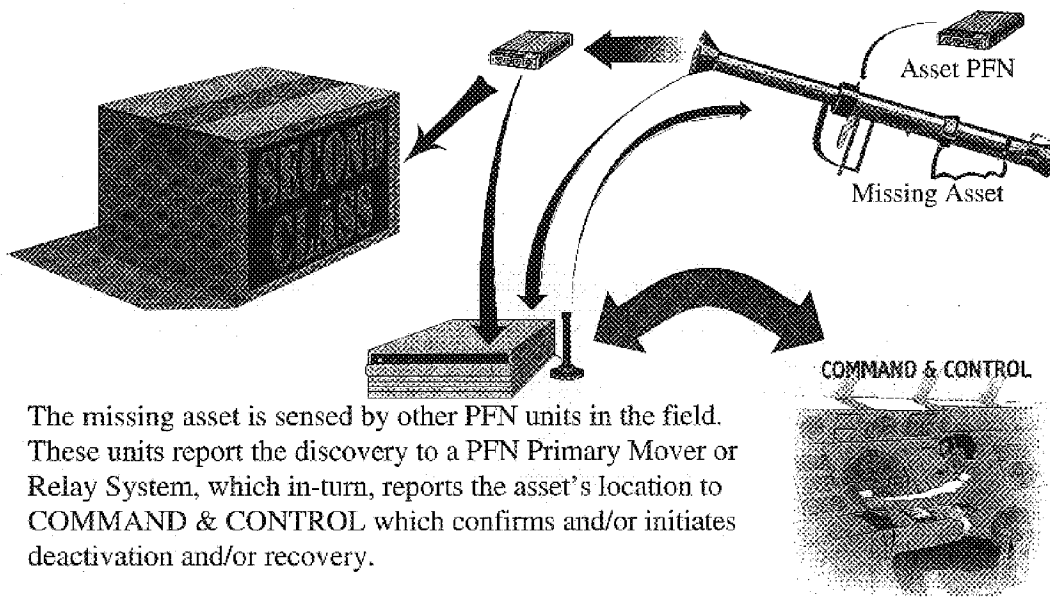 Asset PFN
Missing Asset
COMMAND & CONTROL
The missing asset is sensed by other PFN units in the field.
These units report the discovery to a PFN Primary Mover or
Relay System, which in-turn, reports the asset's location to
COMMAND & CONTROL which confirms and/or initiates
deactivation and/or recovery.